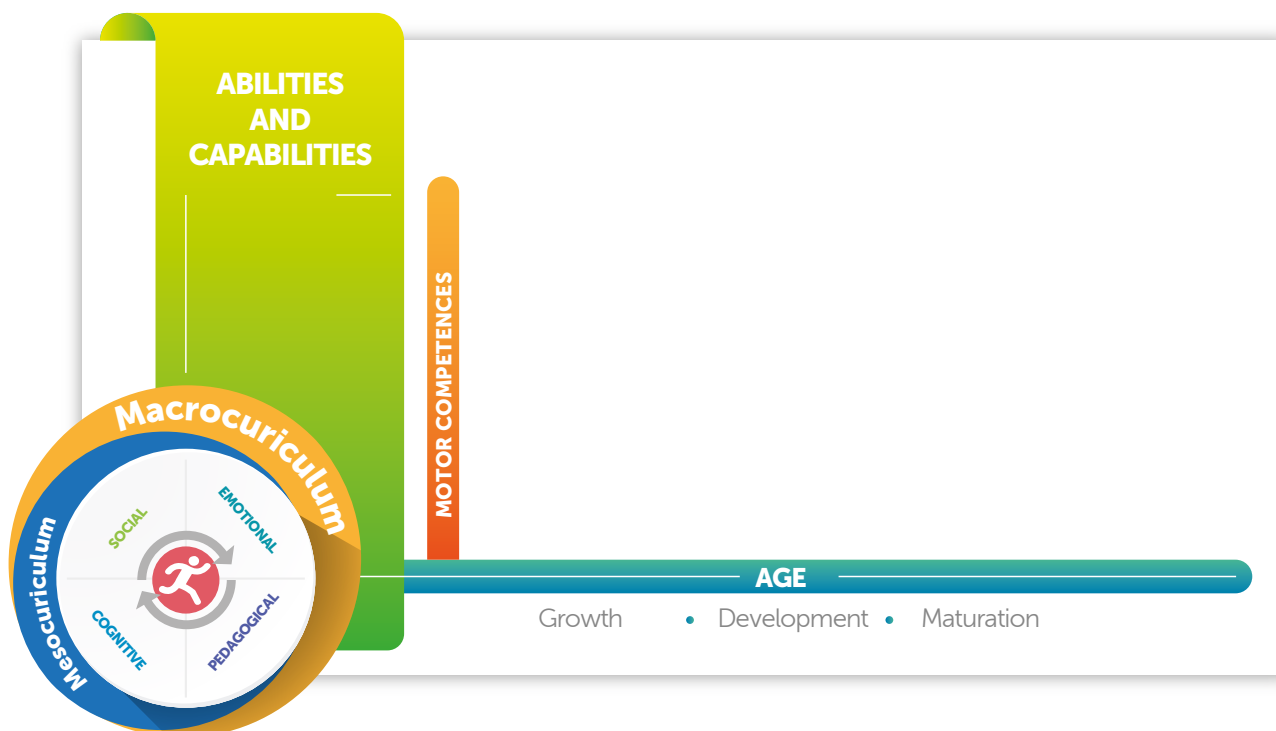 ABILITIES
AND
CAPABILITIES
MOTOR COMPETENCES
Macrocuriculum
Mesocuriculum
SOCIAL
EMOTIONAL
COGNITIVE
PEDAGOGICAL
AGE
Growth • Development • Maturation